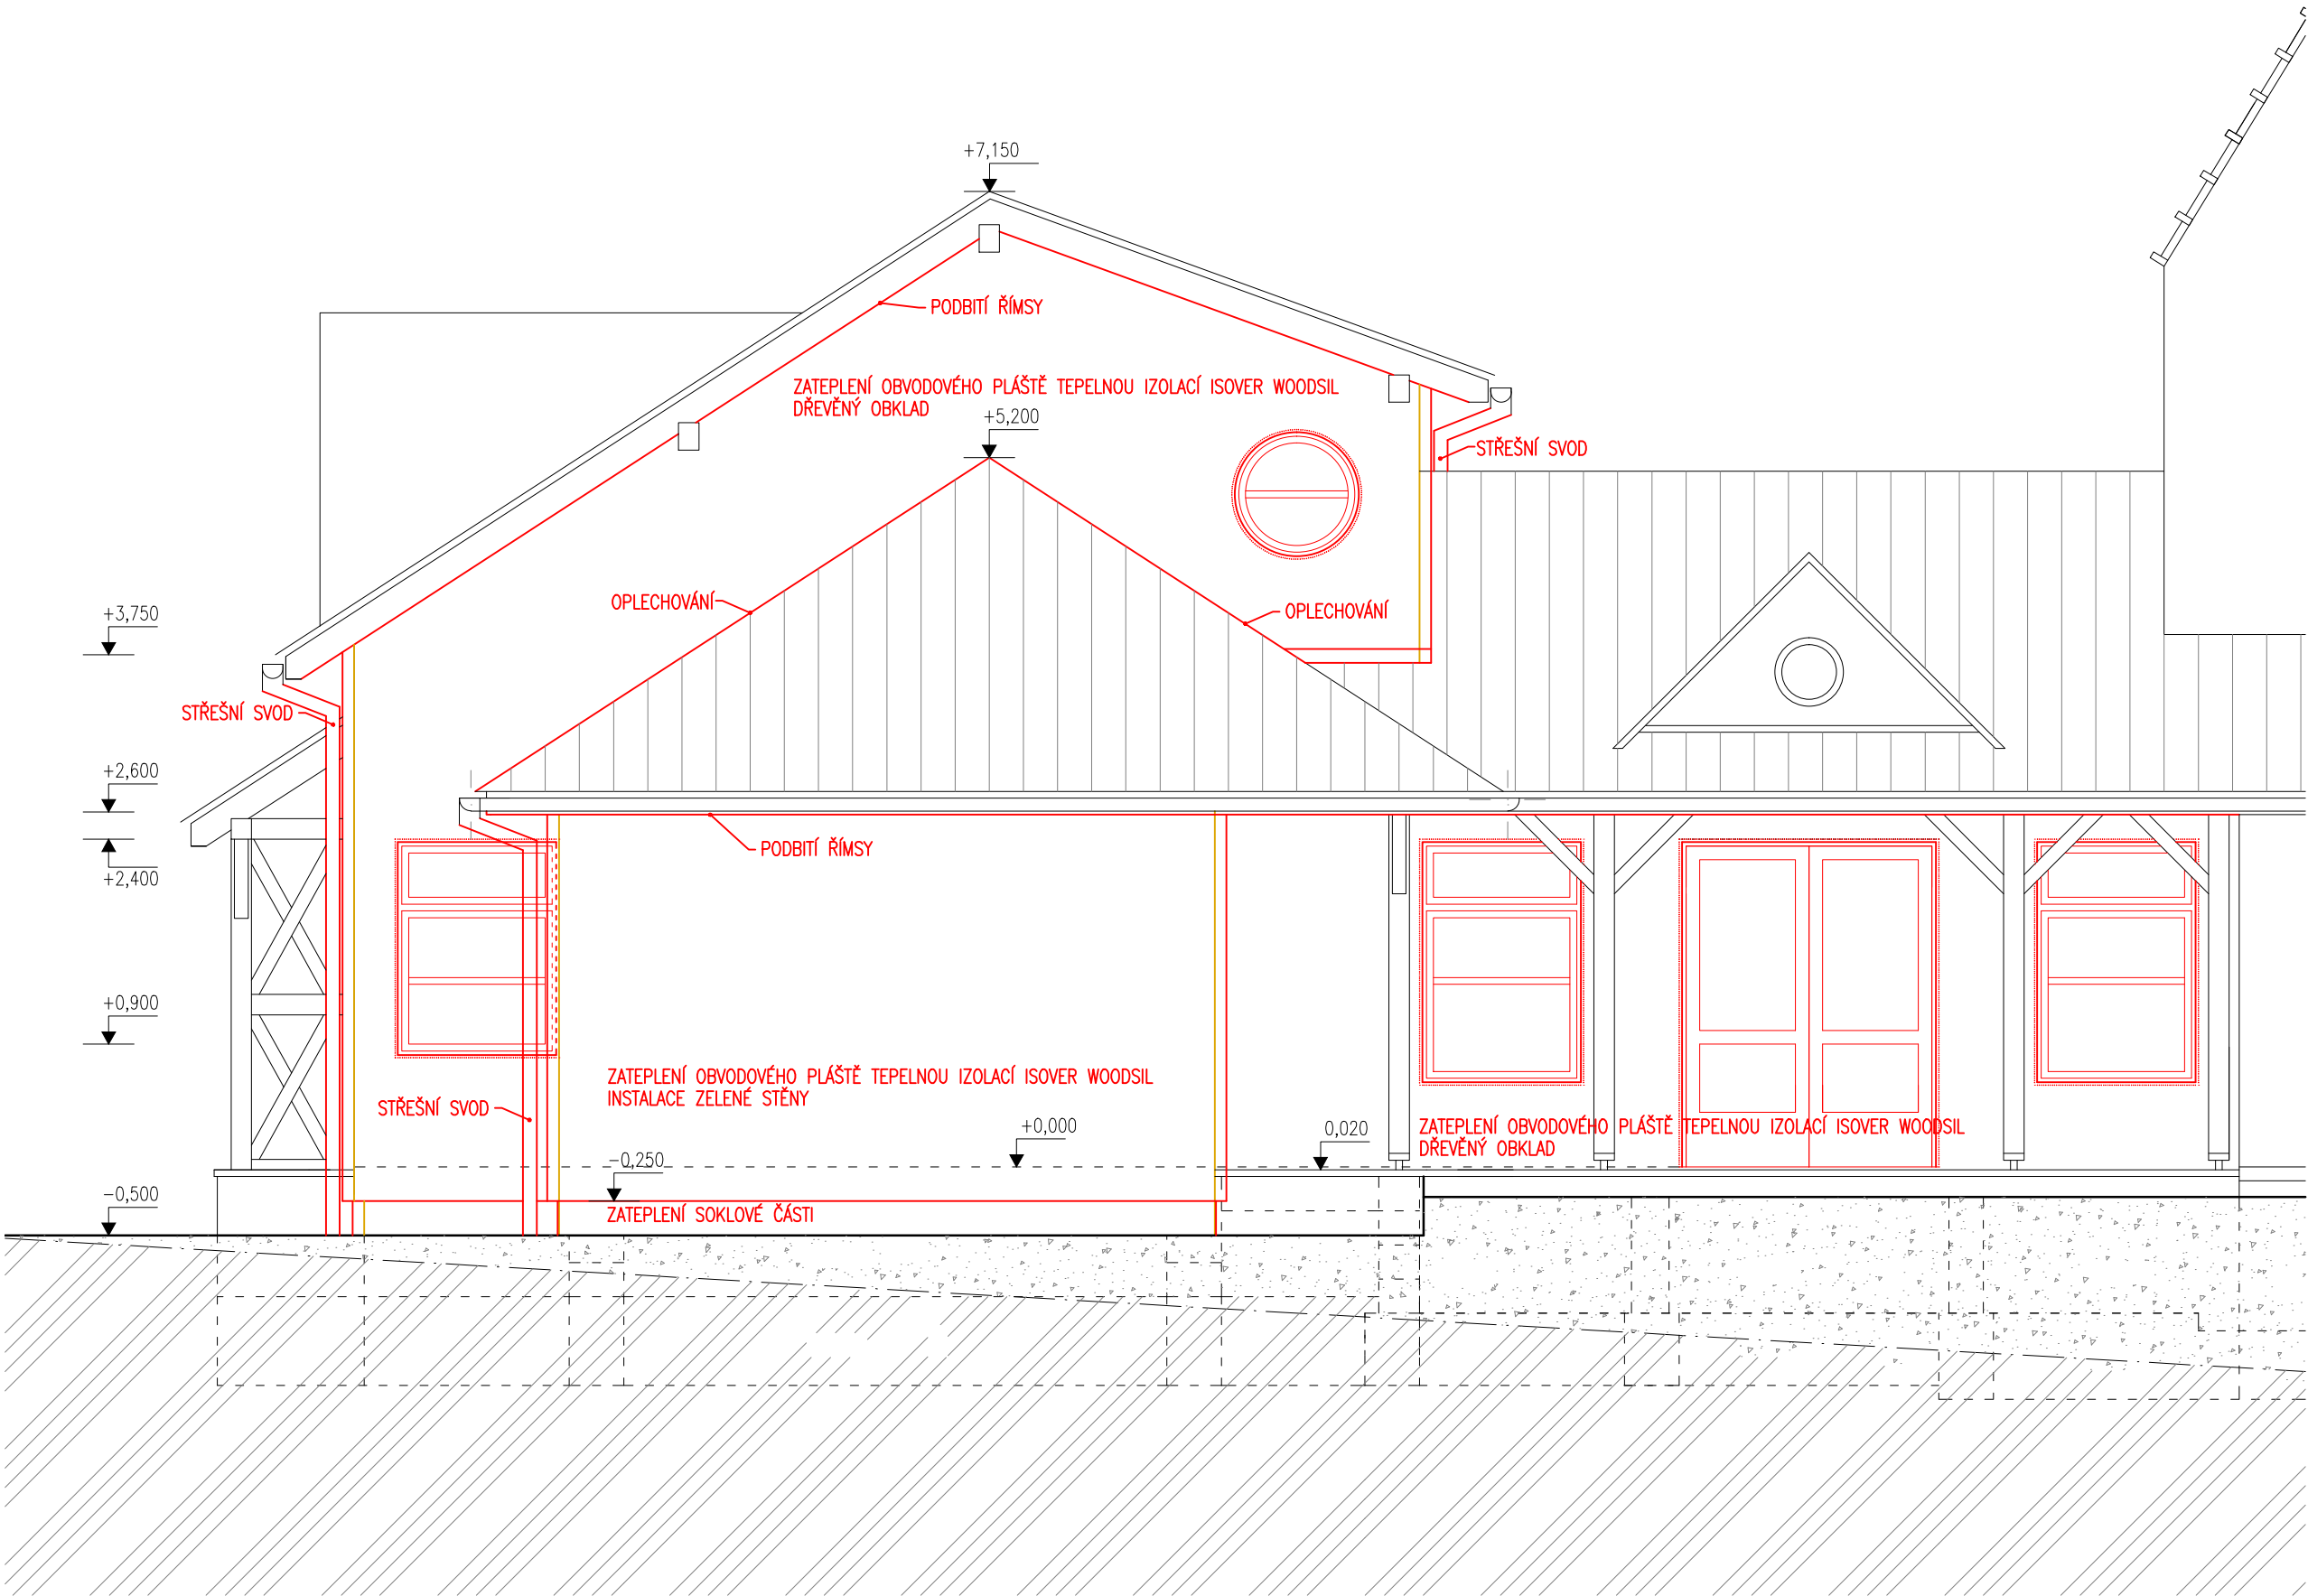 +7,150
PODBITÍ ŘÍMSY
ZATEPLENÍ OBVODOVÉHO PLÁŠTĚ TEPELNOU IZOLACÍ ISOVER WOODSIL
DŘEVĚNÝ OBKLAD
+5,200
STŘEŠNÍ SVOD
OPLECHOVÁNÍ
OPLECHOVÁNÍ
+3,750
STŘEŠNÍ SVOD
+2,600
PODBITÍ ŘÍMSY
+2,400
+0,900
ZATEPLENÍ OBVODOVÉHO PLÁŠTĚ TEPELNOU IZOLACÍ ISOVER WOODSIL
INSTALACE ZELENÉ STĚNY
STŘEŠNÍ SVOD
+0,000
0,020
ZATEPLENÍ OBVODOVÉHO PLÁŠTĚ TEPELNOU IZOLACÍ ISOVER WOODSIL
DŘEVĚNÝ OBKLAD
-0,250
-0,500
ZATEPLENÍ SOKLOVÉ ČÁSTI